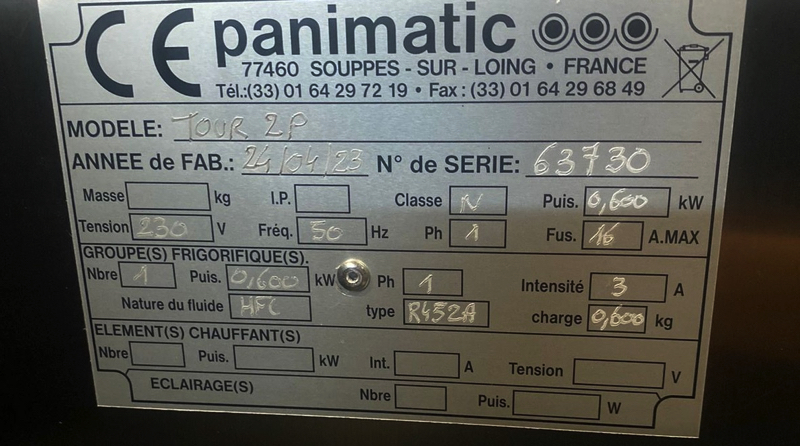 CE panimatic
77460 SOUPPES - SUR - LOING • FRANCE
Tél.:(33) 01 64 29 72 19 • Fax : (33) 01 64 29 68 49
MODELE: TOUR 2P
ANNEE de FAB.: 24/04/23 N° de SERIE: 63730
Masse kg I.P. Classe N Puis. 0,600 kW
Tension 230 V Fréq. 50 Hz Ph 1 Fus. 16 A.MAX
GROUPE(S) FRIGORIFIQUE(S).
Nbre 1 Puis. 0,600 kW Ph 1 Intensité 3 A
Nature du fluide HFC type R452A charge 0,600 kg
ELEMENT(S) CHAUFFANT(S)
Nbre Puis. kW Int. A Tension V
ECLAIRAGE(S) Nbre Puis. W